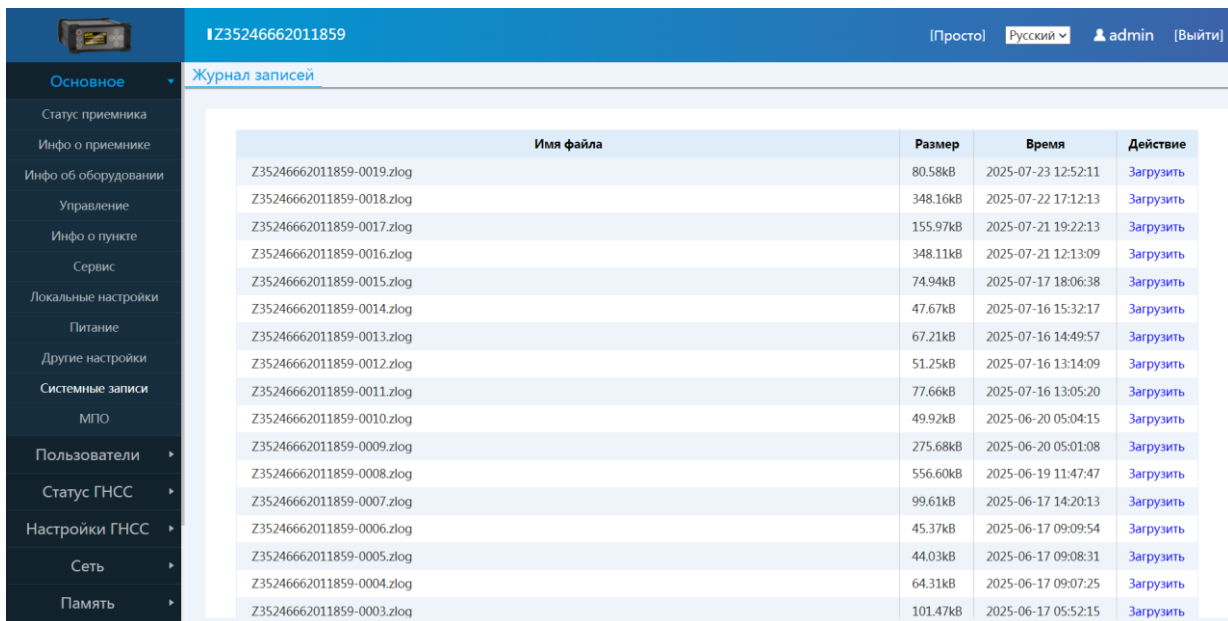 Z35246662011859
[Просто]
Русский
admin
[Выйти]
Основное
Статус приемника
Инфо о приемнике
Инфо об оборудовании
Управление
Инфо о пункте
Сервис
Локальные настройки
Питание
Другие настройки
Системные записи
МПО
Пользователи
Статус ГНСС
Настройки ГНСС
Сеть
Память
Журнал записей
Имя файла Размер Время Действие
Z35246662011859-0019.zlog 80.58kB 2025-07-23 12:52:11 Загрузить
Z35246662011859-0018.zlog 348.16kB 2025-07-22 17:12:13 Загрузить
Z35246662011859-0017.zlog 155.97kB 2025-07-21 19:22:13 Загрузить
Z35246662011859-0016.zlog 348.11kB 2025-07-21 12:13:09 Загрузить
Z35246662011859-0015.zlog 74.94kB 2025-07-17 18:06:38 Загрузить
Z35246662011859-0014.zlog 47.67kB 2025-07-16 15:32:17 Загрузить
Z35246662011859-0013.zlog 67.21kB 2025-07-16 14:49:57 Загрузить
Z35246662011859-0012.zlog 51.25kB 2025-07-16 13:14:09 Загрузить
Z35246662011859-0011.zlog 77.66kB 2025-07-16 13:05:20 Загрузить
Z35246662011859-0010.zlog 49.92kB 2025-06-20 05:04:15 Загрузить
Z35246662011859-0009.zlog 275.68kB 2025-06-20 05:01:08 Загрузить
Z35246662011859-0008.zlog 556.60kB 2025-06-19 11:47:47 Загрузить
Z35246662011859-0007.zlog 99.61kB 2025-06-17 14:20:13 Загрузить
Z35246662011859-0006.zlog 45.37kB 2025-06-17 09:09:54 Загрузить
Z35246662011859-0005.zlog 44.03kB 2025-06-17 09:08:31 Загрузить
Z35246662011859-0004.zlog 64.31kB 2025-06-17 09:07:25 Загрузить
Z35246662011859-0003.zlog 101.47kB 2025-06-17 05:52:15 Загрузить